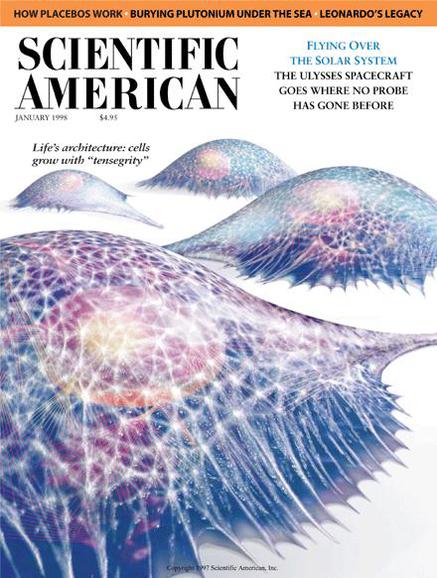 HOW PLACEBOS WORK • BURYING PLUTONIUM UNDER THE SEA • LEONARDO'S LEGACY
SCIENTIFIC
AMERICAN
JANUARY 1998 $4.95
FLYING OVER
THE SOLAR SYSTEM
THE ULYSSES SPACECRAFT
GOES WHERE NO PROBE
HAS GONE BEFORE
Life's architecture: cells
grow with “tensegrity”
Copyright 1997 Scientific American, Inc.